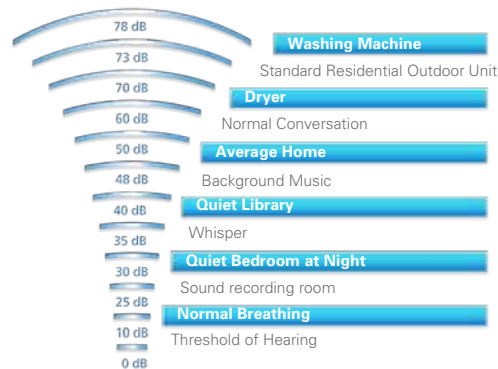 78 dB
Washing Machine
73 dB
Standard Residential Outdoor Unit
70 dB
Dryer
60 dB
Normal Conversation
50 dB
Average Home
48 dB
Background Music
40 dB
Quiet Library
35 dB
Whisper
30 dB
Quiet Bedroom at Night
25 dB
Sound recording room
10 dB
Normal Breathing
0 dB
Threshold of Hearing